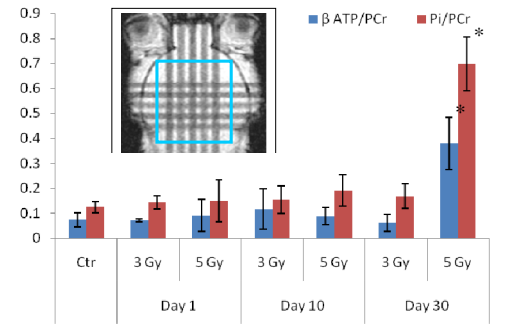 0.9
β ATP/PCr
Pi/PCr
0.8
*
0.7
0.6
0.5
*
0.4
0.3
0.2
0.1
0
Ctr
3 Gy
5 Gy
3 Gy
5 Gy
3 Gy
5 Gy
Day 1
Day 10
Day 30